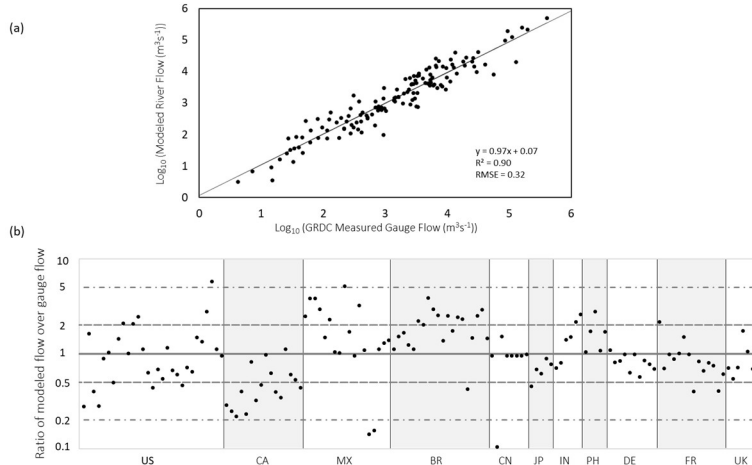 (a)
Log10 (Modeled River Flow (m³s⁻¹))
6
5
4
3
2
1
0
y = 0.97x + 0.07
R² = 0.90
RMSE = 0.32
0 1 2 3 4 5 6
Log10 (GRDC Measured Gauge Flow (m³s⁻¹))
(b)
Ratio of modeled flow over gauge flow
10
5
2
1
0.5
0.2
0.1
US CA MX BR CN JP IN PH DE FR UK